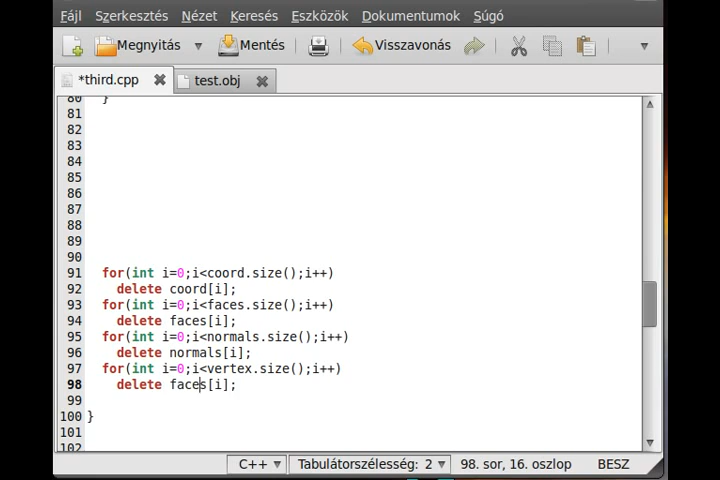 Fájl Szerkesztés Nézet Keresés Eszközök Dokumentumok Súgó
Megnyitás Mentés Visszavonás
*third.cpp test.obj
80 }
81
82
83
84
85
86
87
88
89
90
91 for(int i=0;i<coord.size();i++)
92 delete coord[i];
93 for(int i=0;i<faces.size();i++)
94 delete faces[i];
95 for(int i=0;i<normals.size();i++)
96 delete normals[i];
97 for(int i=0;i<vertex.size();i++)
98 delete faces[i];
99
100 }
101
102
C++ Tabulátorszélesség: 2 98. sor, 16. oszlop BESZ